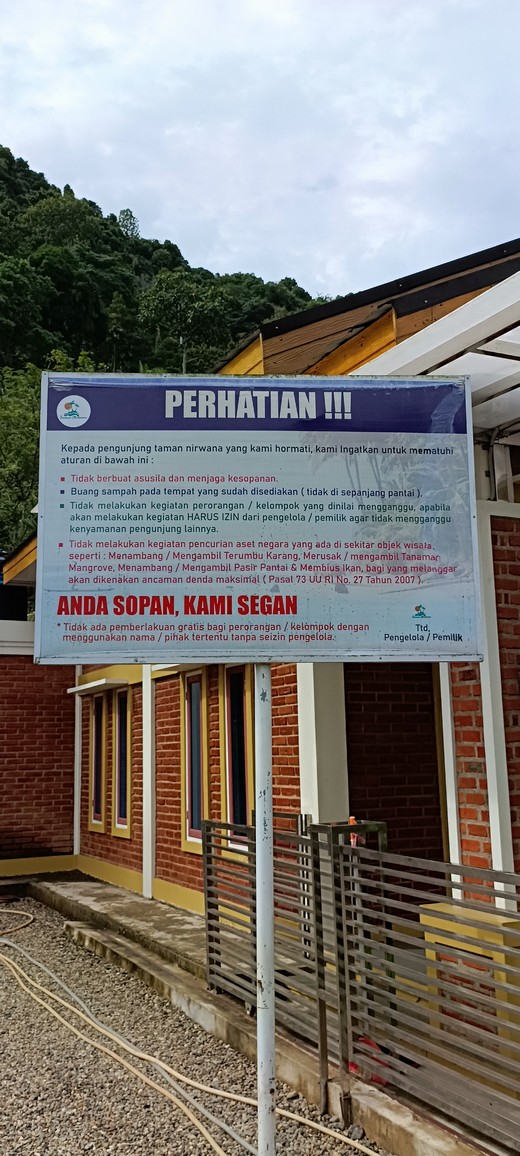 PERHATIAN !!!
Kepada pengunjung taman nirwana yang kami hormati, kami Ingatkan untuk mematuhi
aturan di bawah ini :
Tidak berbuat asusila dan menjaga kesopanan.
Buang sampah pada tempat yang sudah disediakan ( tidak di sepanjang pantai ).
Tidak melakukan kegiatan perorangan / kelompok yang dinilai mengganggu, apabila
akan melakukan kegiatan HARUS IZIN dari pengelola / pemilik agar tidak mengganggu
kenyamanan pengunjung lainnya.
Tidak melakukan kegiatan pencurian aset negara yang ada di sekitar objek wisata,
seperti : Menambang / Mengambil Terumbu Karang, Merusak / mengambil Tanaman
Mangrove, Menambang / Mengambil Pasir Pantai & Membius Ikan, bagi yang melanggar
akan dikenakan ancaman denda maksimal ( Pasal 73 UU RI No. 27 Tahun 2007 ).
ANDA SOPAN, KAMI SEGAN
* Tidak ada pemberlakuan gratis bagi perorangan / kelompok dengan
menggunakan nama / pihak tertentu tanpa seizin pengelola.
Ttd,
Pengelola / Pemilik